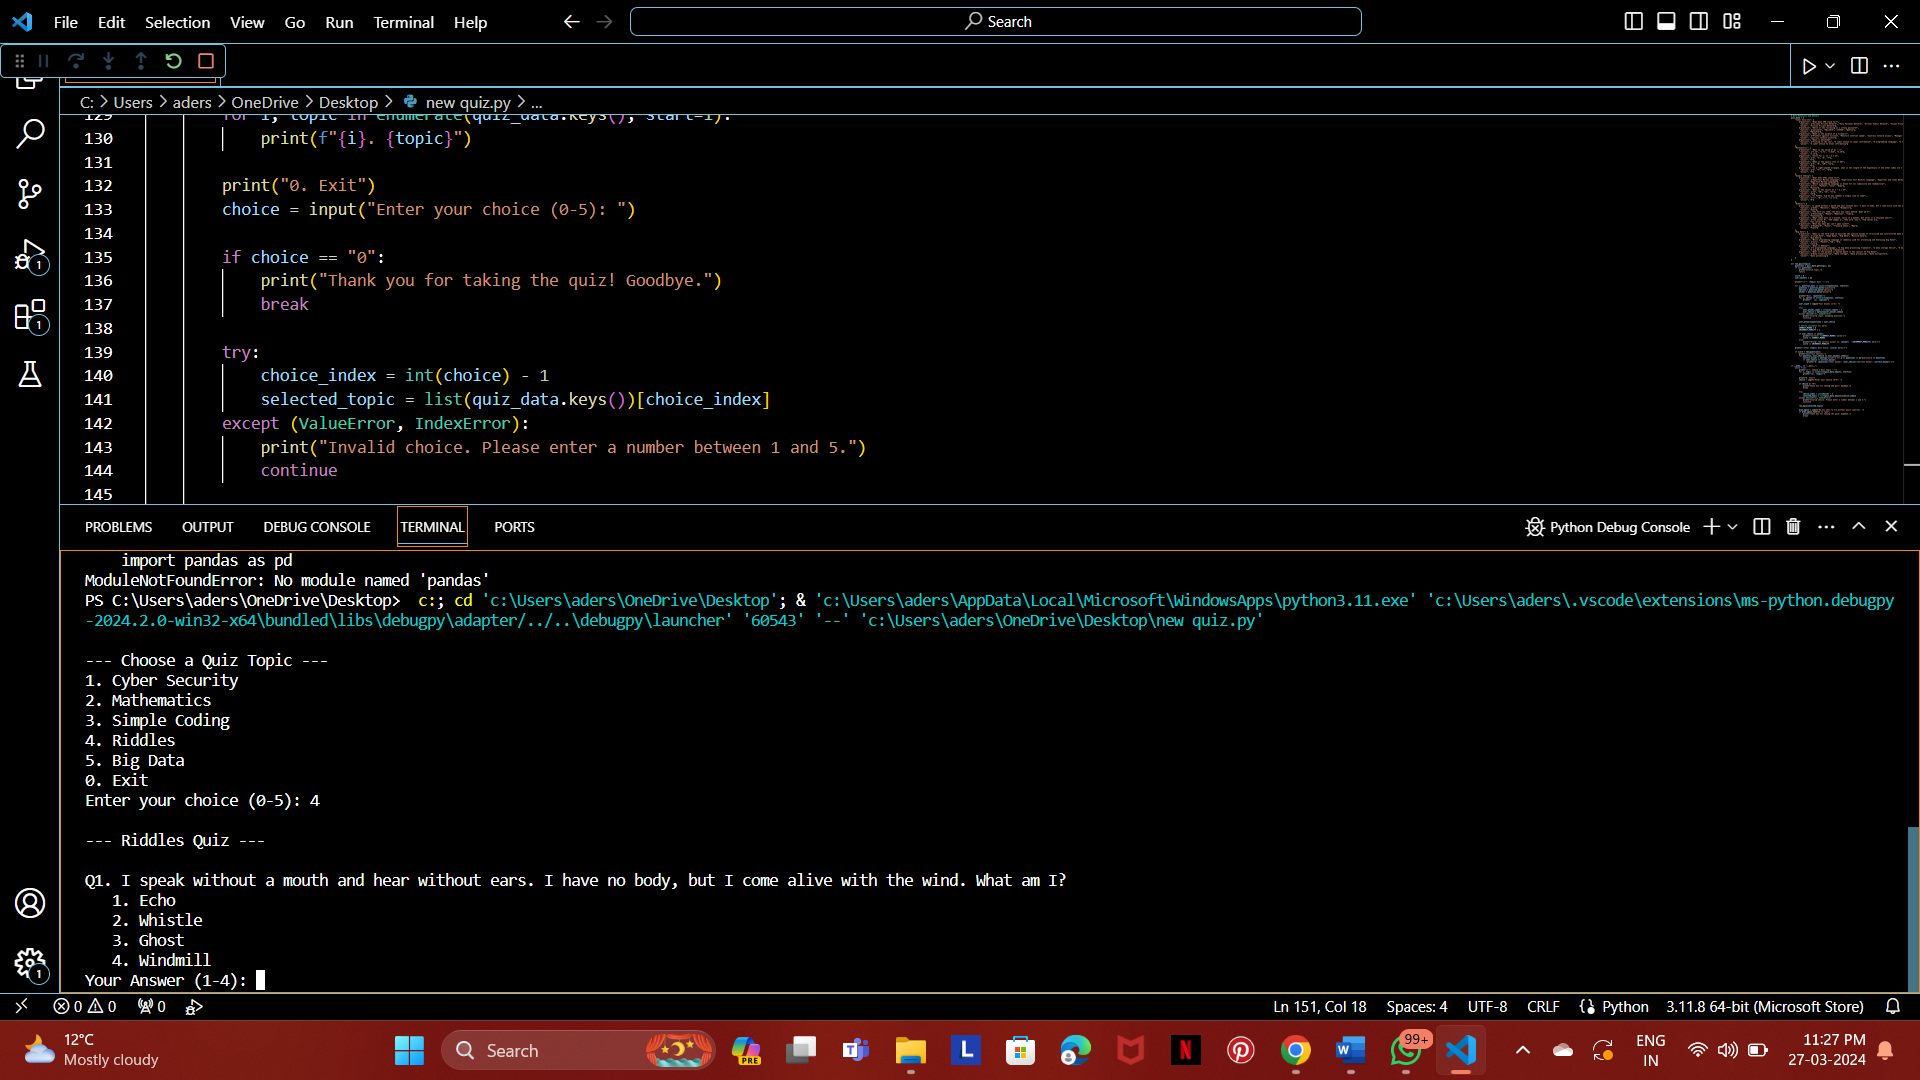 File Edit Selection View Go Run Terminal Help
Search
C: > Users > aders > OneDrive > Desktop > new quiz.py > ...
129 for i, topic in enumerate(quiz_data.keys(), start=1):
130 print(f"{i}. {topic}")
131
132 print("0. Exit")
133 choice = input("Enter your choice (0-5): ")
134
135 if choice == "0":
136 print("Thank you for taking the quiz! Goodbye.")
137 break
138
139 try:
140 choice_index = int(choice) - 1
141 selected_topic = list(quiz_data.keys())[choice_index]
142 except (ValueError, IndexError):
143 print("Invalid choice. Please enter a number between 1 and 5.")
144 continue
145
1
1
PROBLEMS OUTPUT DEBUG CONSOLE TERMINAL PORTS
Python Debug Console
import pandas as pd
ModuleNotFoundError: No module named 'pandas'
PS C:\Users\aders\OneDrive\Desktop>  c:; cd 'c:\Users\aders\OneDrive\Desktop'; & 'c:\Users\aders\AppData\Local\Microsoft\WindowsApps\python3.11.exe' 'c:\Users\aders\.vscode\extensions\ms-python.debugpy
-2024.2.0-win32-x64\bundled\libs\debugpy\adapter/../..\debugpy\launcher' '60543' '--' 'c:\Users\aders\OneDrive\Desktop\new quiz.py'
--- Choose a Quiz Topic ---
1. Cyber Security
2. Mathematics
3. Simple Coding
4. Riddles
5. Big Data
0. Exit
Enter your choice (0-5): 4
--- Riddles Quiz ---
Q1. I speak without a mouth and hear without ears. I have no body, but I come alive with the wind. What am I?
1. Echo
2. Whistle
3. Ghost
4. Windmill
Your Answer (1-4):
1
0 0 0
Ln 151, Col 18 Spaces: 4 UTF-8 CRLF Python 3.11.8 64-bit (Microsoft Store)
12°C
Mostly cloudy
Search
PRE
L
N
99+
ENG
IN
11:27 PM
27-03-2024